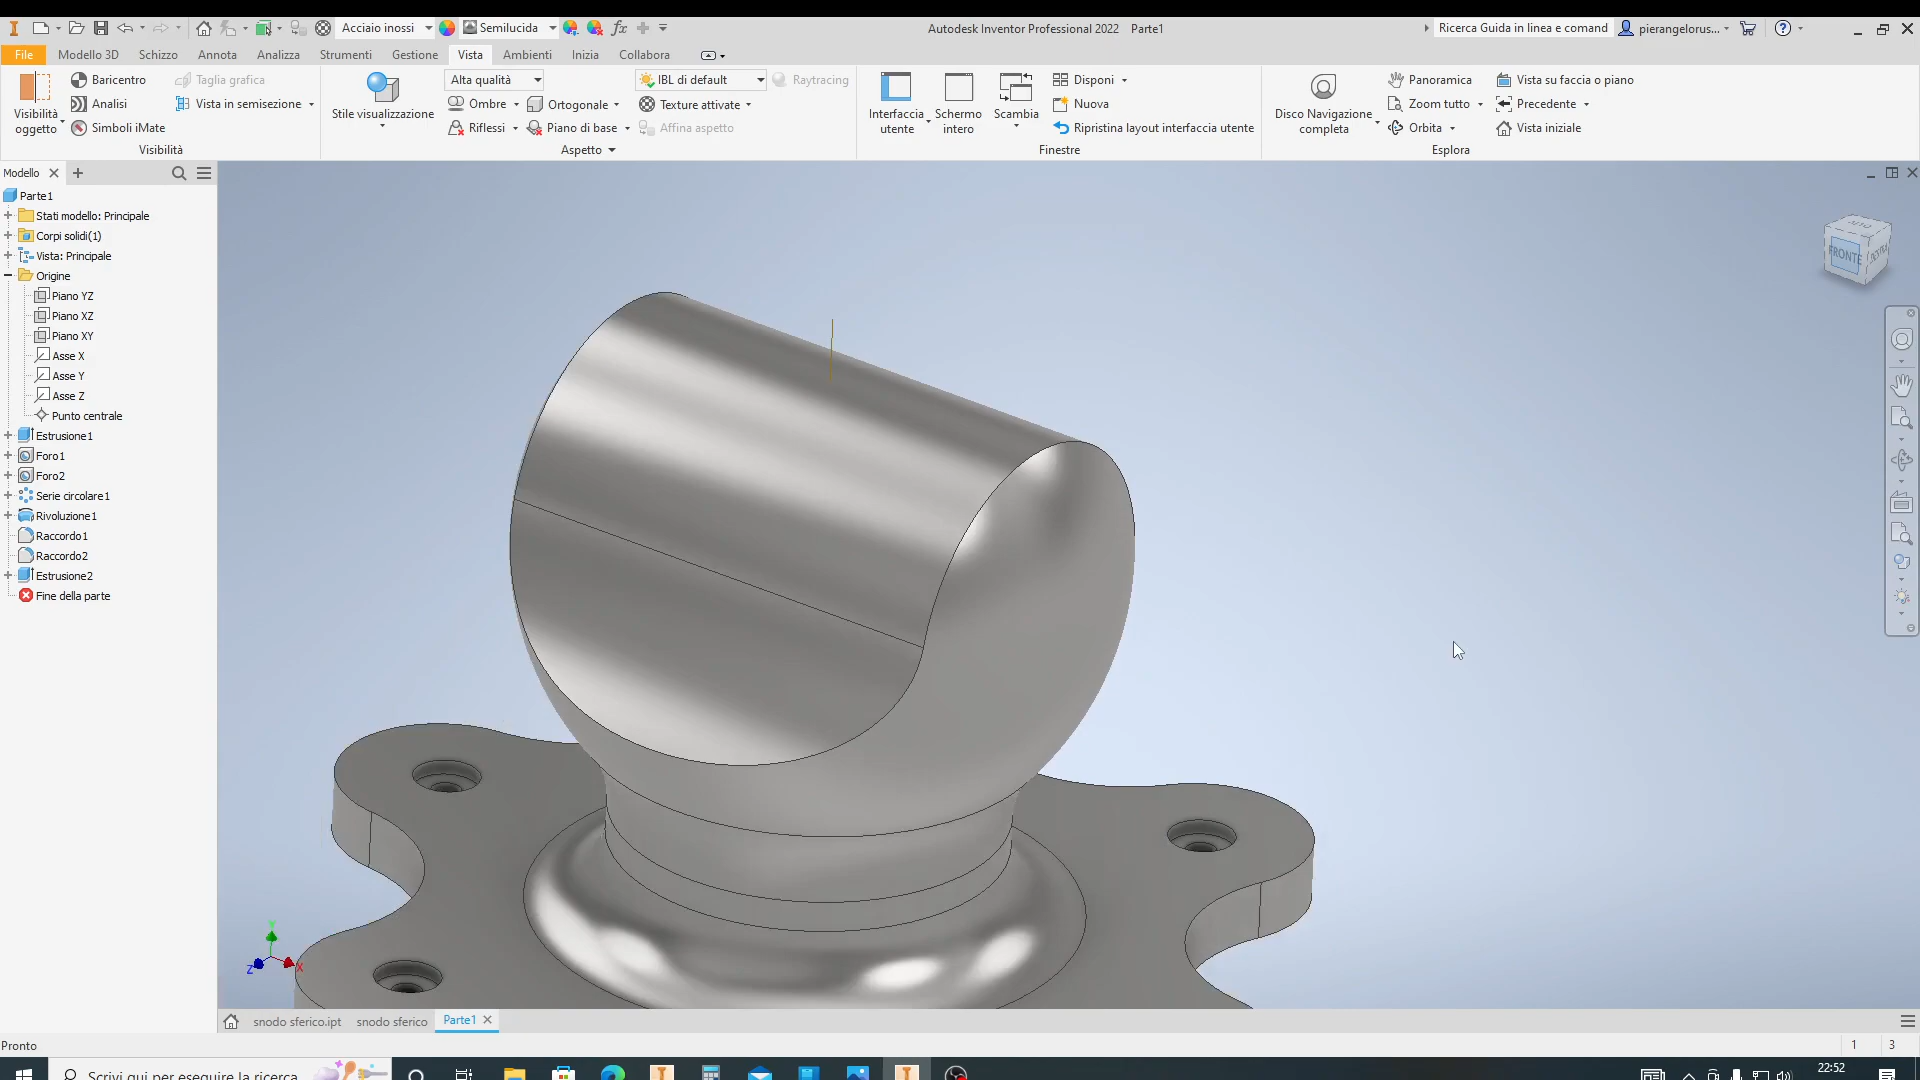 Acciaio inossi
Semilucida
Autodesk Inventor Professional 2022 Parte1
Ricerca Guida in linea e comand
pierangelorus...
File
Modello 3D
Schizzo
Annota
Analizza
Strumenti
Gestione
Vista
Ambienti
Inizia
Collabora
Visibilità oggetto
Baricentro
Analisi
Simboli iMate
Taglia grafica
Vista in semisezione
Visibilità
Stile visualizzazione
Alta qualità
Ombre
Riflessi
Ortogonale
Piano di base
IBL di default
Texture attivate
Affina aspetto
Raytracing
Aspetto
Interfaccia utente
Schermo intero
Scambia
Disponi
Nuova
Ripristina layout interfaccia utente
Finestre
Disco Navigazione completa
Panoramica
Zoom tutto
Orbita
Vista su faccia o piano
Precedente
Vista iniziale
Esplora
Modello
Parte1
Stati modello: Principale
Corpi solidi(1)
Vista: Principale
Origine
Piano YZ
Piano XZ
Piano XY
Asse X
Asse Y
Asse Z
Punto centrale
Estrusione1
Foro1
Foro2
Serie circolare1
Rivoluzione1
Raccordo1
Raccordo2
Estrusione2
Fine della parte
FRONTE
Y
Z
X
snodo sferico.ipt
snodo sferico
Parte1
Pronto
1
3
Scrivi qui per eseguire la ricerca
22:52